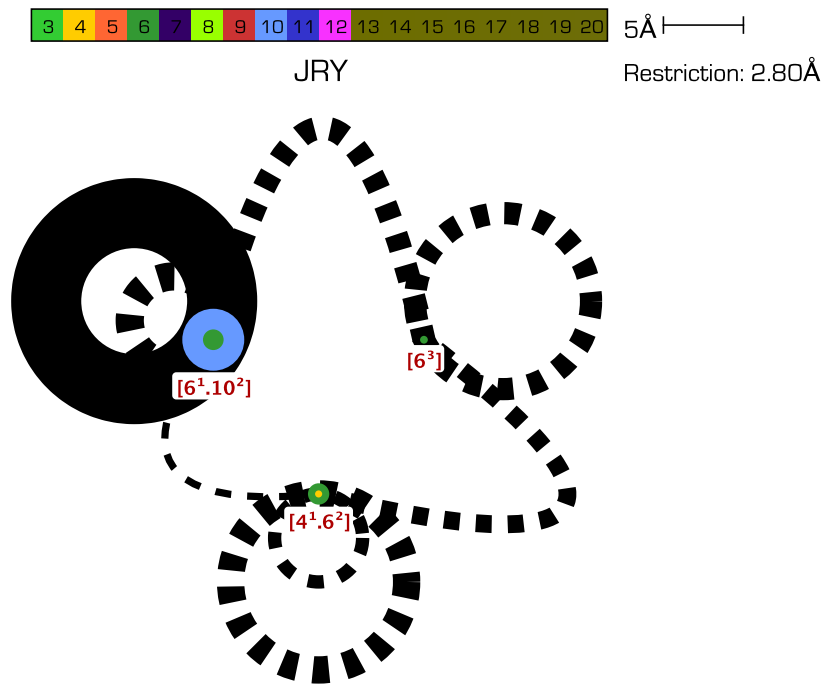 3 4 5 6 7 8 9 10 11 12 13 14 15 16 17 18 19 20 5Å
Restriction: 2.80Å
JRY
[6¹.10²]
[6³]
[4¹.6²]